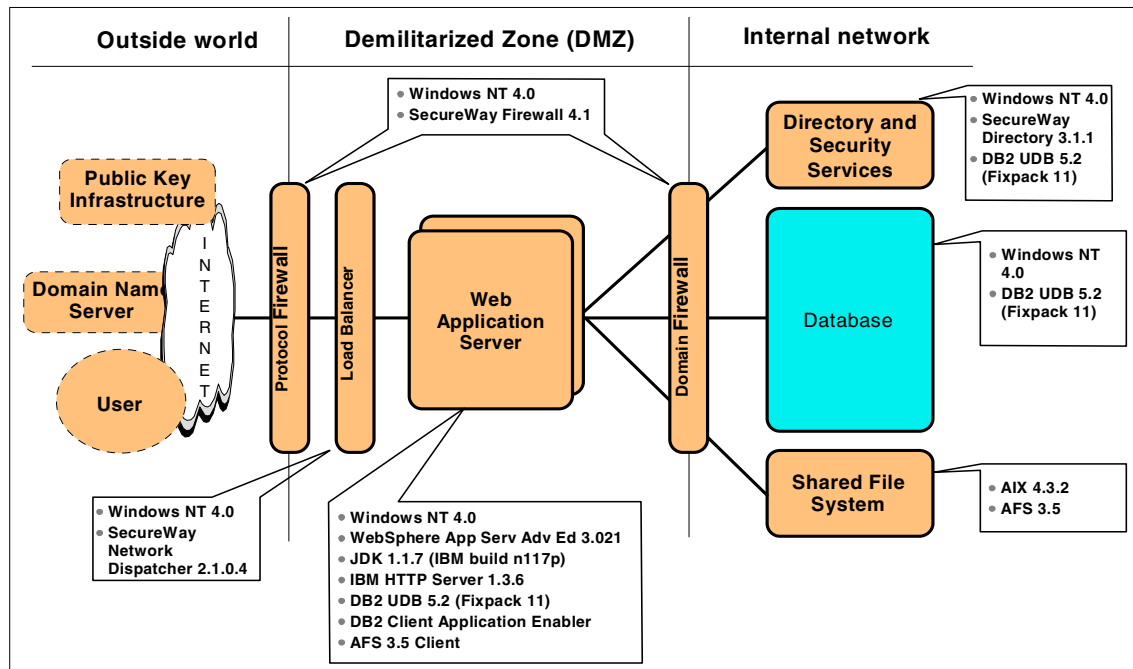 Outside world
Demilitarized Zone (DMZ)
Internal network
Windows NT 4.0
SecureWay Firewall 4.1
Public Key
Infrastructure
Domain Name
Server
User
INTERNET
Protocol Firewall
Load Balancer
Web
Application
Server
Domain Firewall
Directory and
Security
Services
Windows NT 4.0
SecureWay
Directory 3.1.1
DB2 UDB 5.2
(Fixpack 11)
Database
Windows NT
4.0
DB2 UDB 5.2
(Fixpack 11)
Shared File
System
AIX 4.3.2
AFS 3.5
Windows NT 4.0
SecureWay
Network
Dispatcher 2.1.0.4
Windows NT 4.0
WebSphere App Serv Adv Ed 3.021
JDK 1.1.7 (IBM build n117p)
IBM HTTP Server 1.3.6
DB2 UDB 5.2 (Fixpack 11)
DB2 Client Application Enabler
AFS 3.5 Client